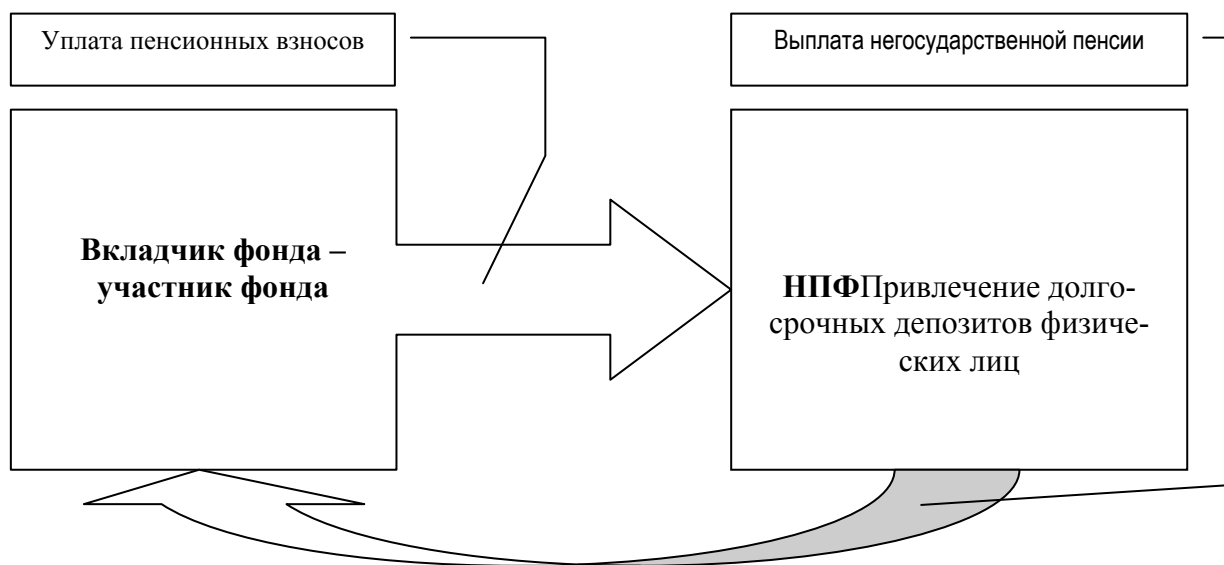 Уплата пенсионных взносов
Выплата негосударственной пенсии
Вкладчик фонда –
участник фонда
НПФПривлечение долго-
срочных депозитов физиче-
ских лиц